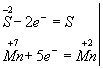 −2
S − 2e⁻ = S
+7 +2
Mn + 5e⁻ = Mn